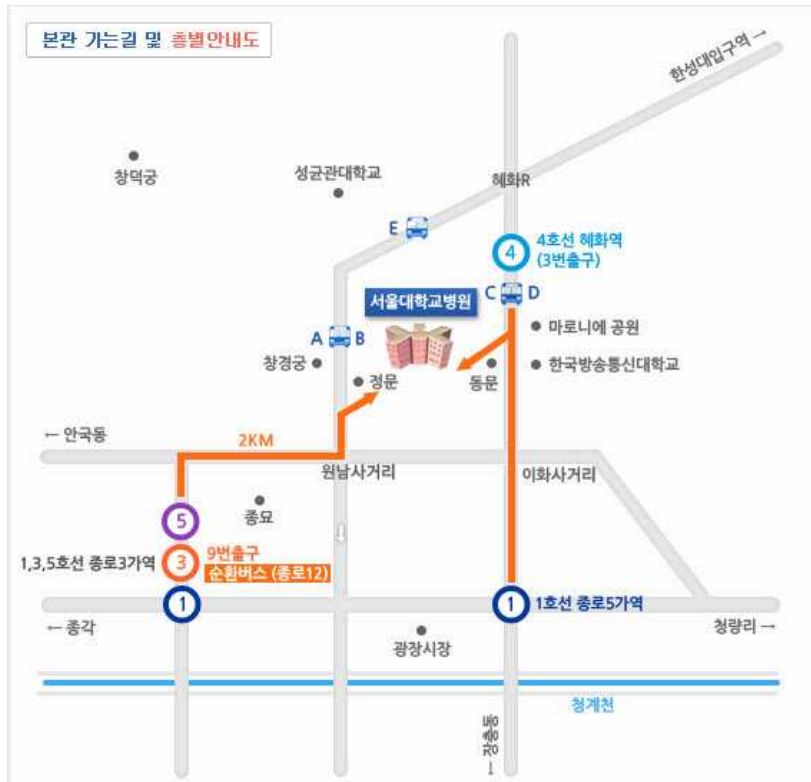 본관 가는길 및 층별안내도
한성대입구역 →
창덕궁
성균관대학교
혜화R
E
4
4호선 혜화역
(3번출구)
서울대학교병원
C D
A B
마로니에 공원
창경궁
정문
동문
한국방송통신대학교
← 안국동
2KM
원남사거리
이화사거리
5
종묘
1,3,5호선 종로3가역
3
9번출구
순환버스 (종로12)
1
1
1호선 종로5가역
← 종각
광장시장
청량리 →
청계천
← 장충동